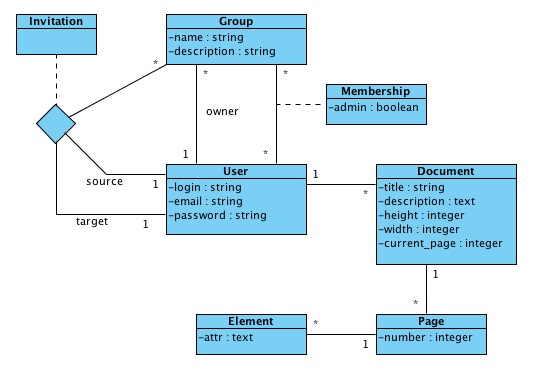 Invitation
Group
-name : string
-description : string
*
*
*
owner
Membership
-admin : boolean
1
*
User
-login : string
-email : string
-password : string
source
1
target
1
1
*
Document
-title : string
-description : text
-height : integer
-width : integer
-current_page : integer
1
*
Element
-attr : text
*
1
Page
-number : integer